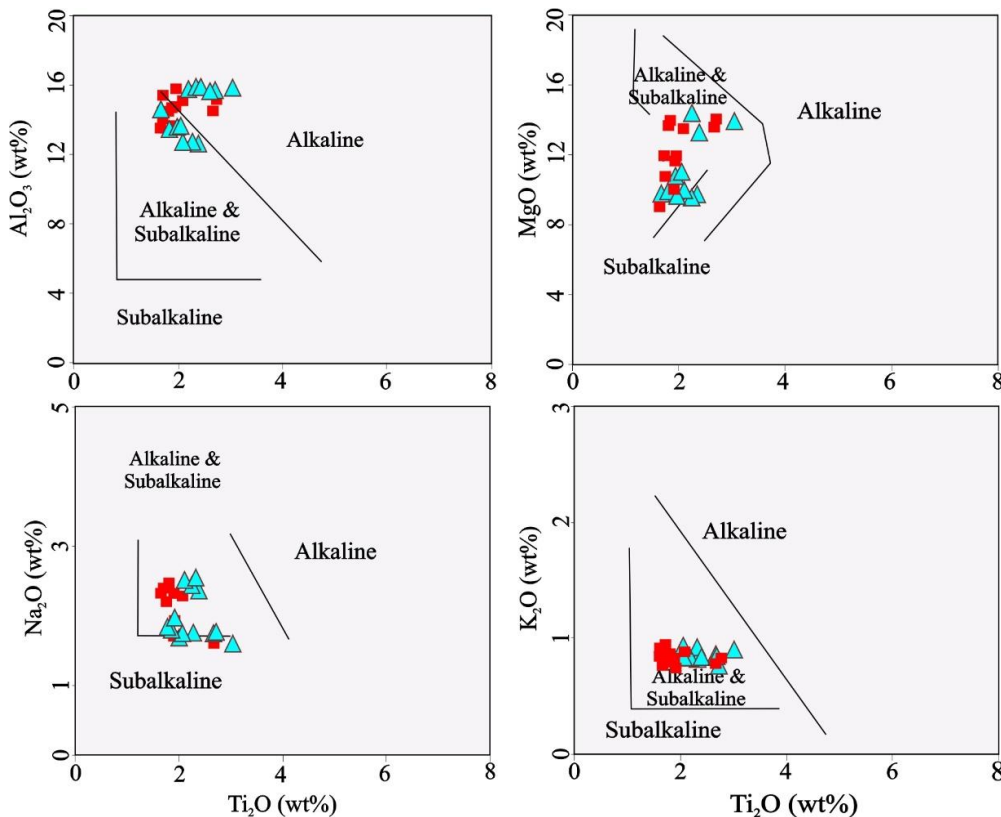 20
16
12
8
4
0
Al₂O₃ (wt%)
Alkaline
Alkaline &
Subalkaline
Subalkaline
0
2
4
6
8
20
16
12
8
4
0
MgO (wt%)
Alkaline &
Subalkaline
Alkaline
Subalkaline
0
2
4
6
8
5
3
1
0
Na₂O (wt%)
Alkaline &
Subalkaline
Alkaline
Subalkaline
0
2
4
6
8
Ti₂O (wt%)
3
2
1
0
K₂O (wt%)
Alkaline
Alkaline &
Subalkaline
Subalkaline
0
2
4
6
8
Ti₂O (wt%)